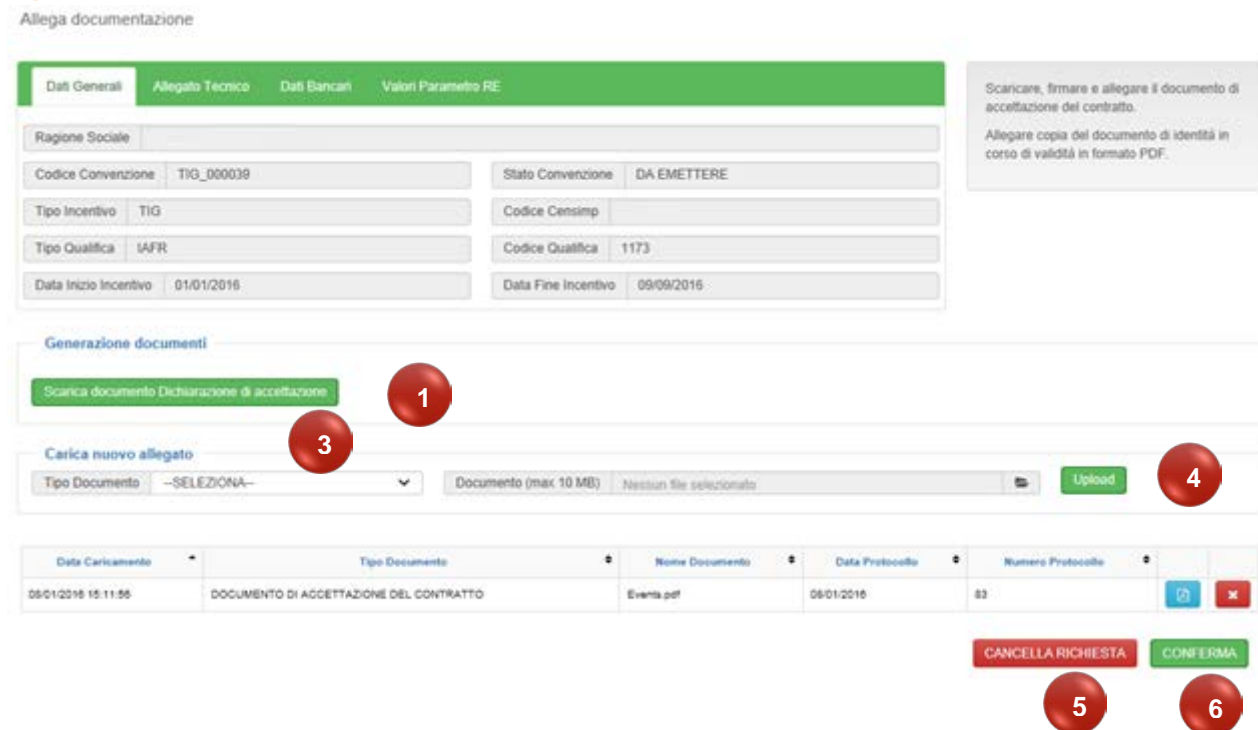 Allega documentazione
Dati Generali Allegato Tecnico Dati Bancari Valori Parametro RE
Scaricare, firmare e allegare il documento di
accettazione del contratto.
Allegare copia del documento di identità in
corso di validità in formato PDF.
Ragione Sociale
Codice Convenzione TIG_000039 Stato Convenzione DA EMETTERE
Tipo Incentivo TIG Codice Censimp
Tipo Qualifica IAFR Codice Qualifica 1173
Data Inizio Incentivo 01/01/2016 Data Fine Incentivo 09/09/2016
Generazione documenti
Scarica documento Dichiarazione di accettazione
1
3
Carica nuovo allegato
Tipo Documento --SELEZIONA-- Documento (max 10 MB) Nessun file selezionato Upload
4
Data Caricamento Tipo Documento Nome Documento Data Protocollo Numero Protocollo
08/01/2016 15:11:56 DOCUMENTO DI ACCETTAZIONE DEL CONTRATTO Events.pdf 08/01/2016 83
CANCELLA RICHIESTA CONFERMA
5 6